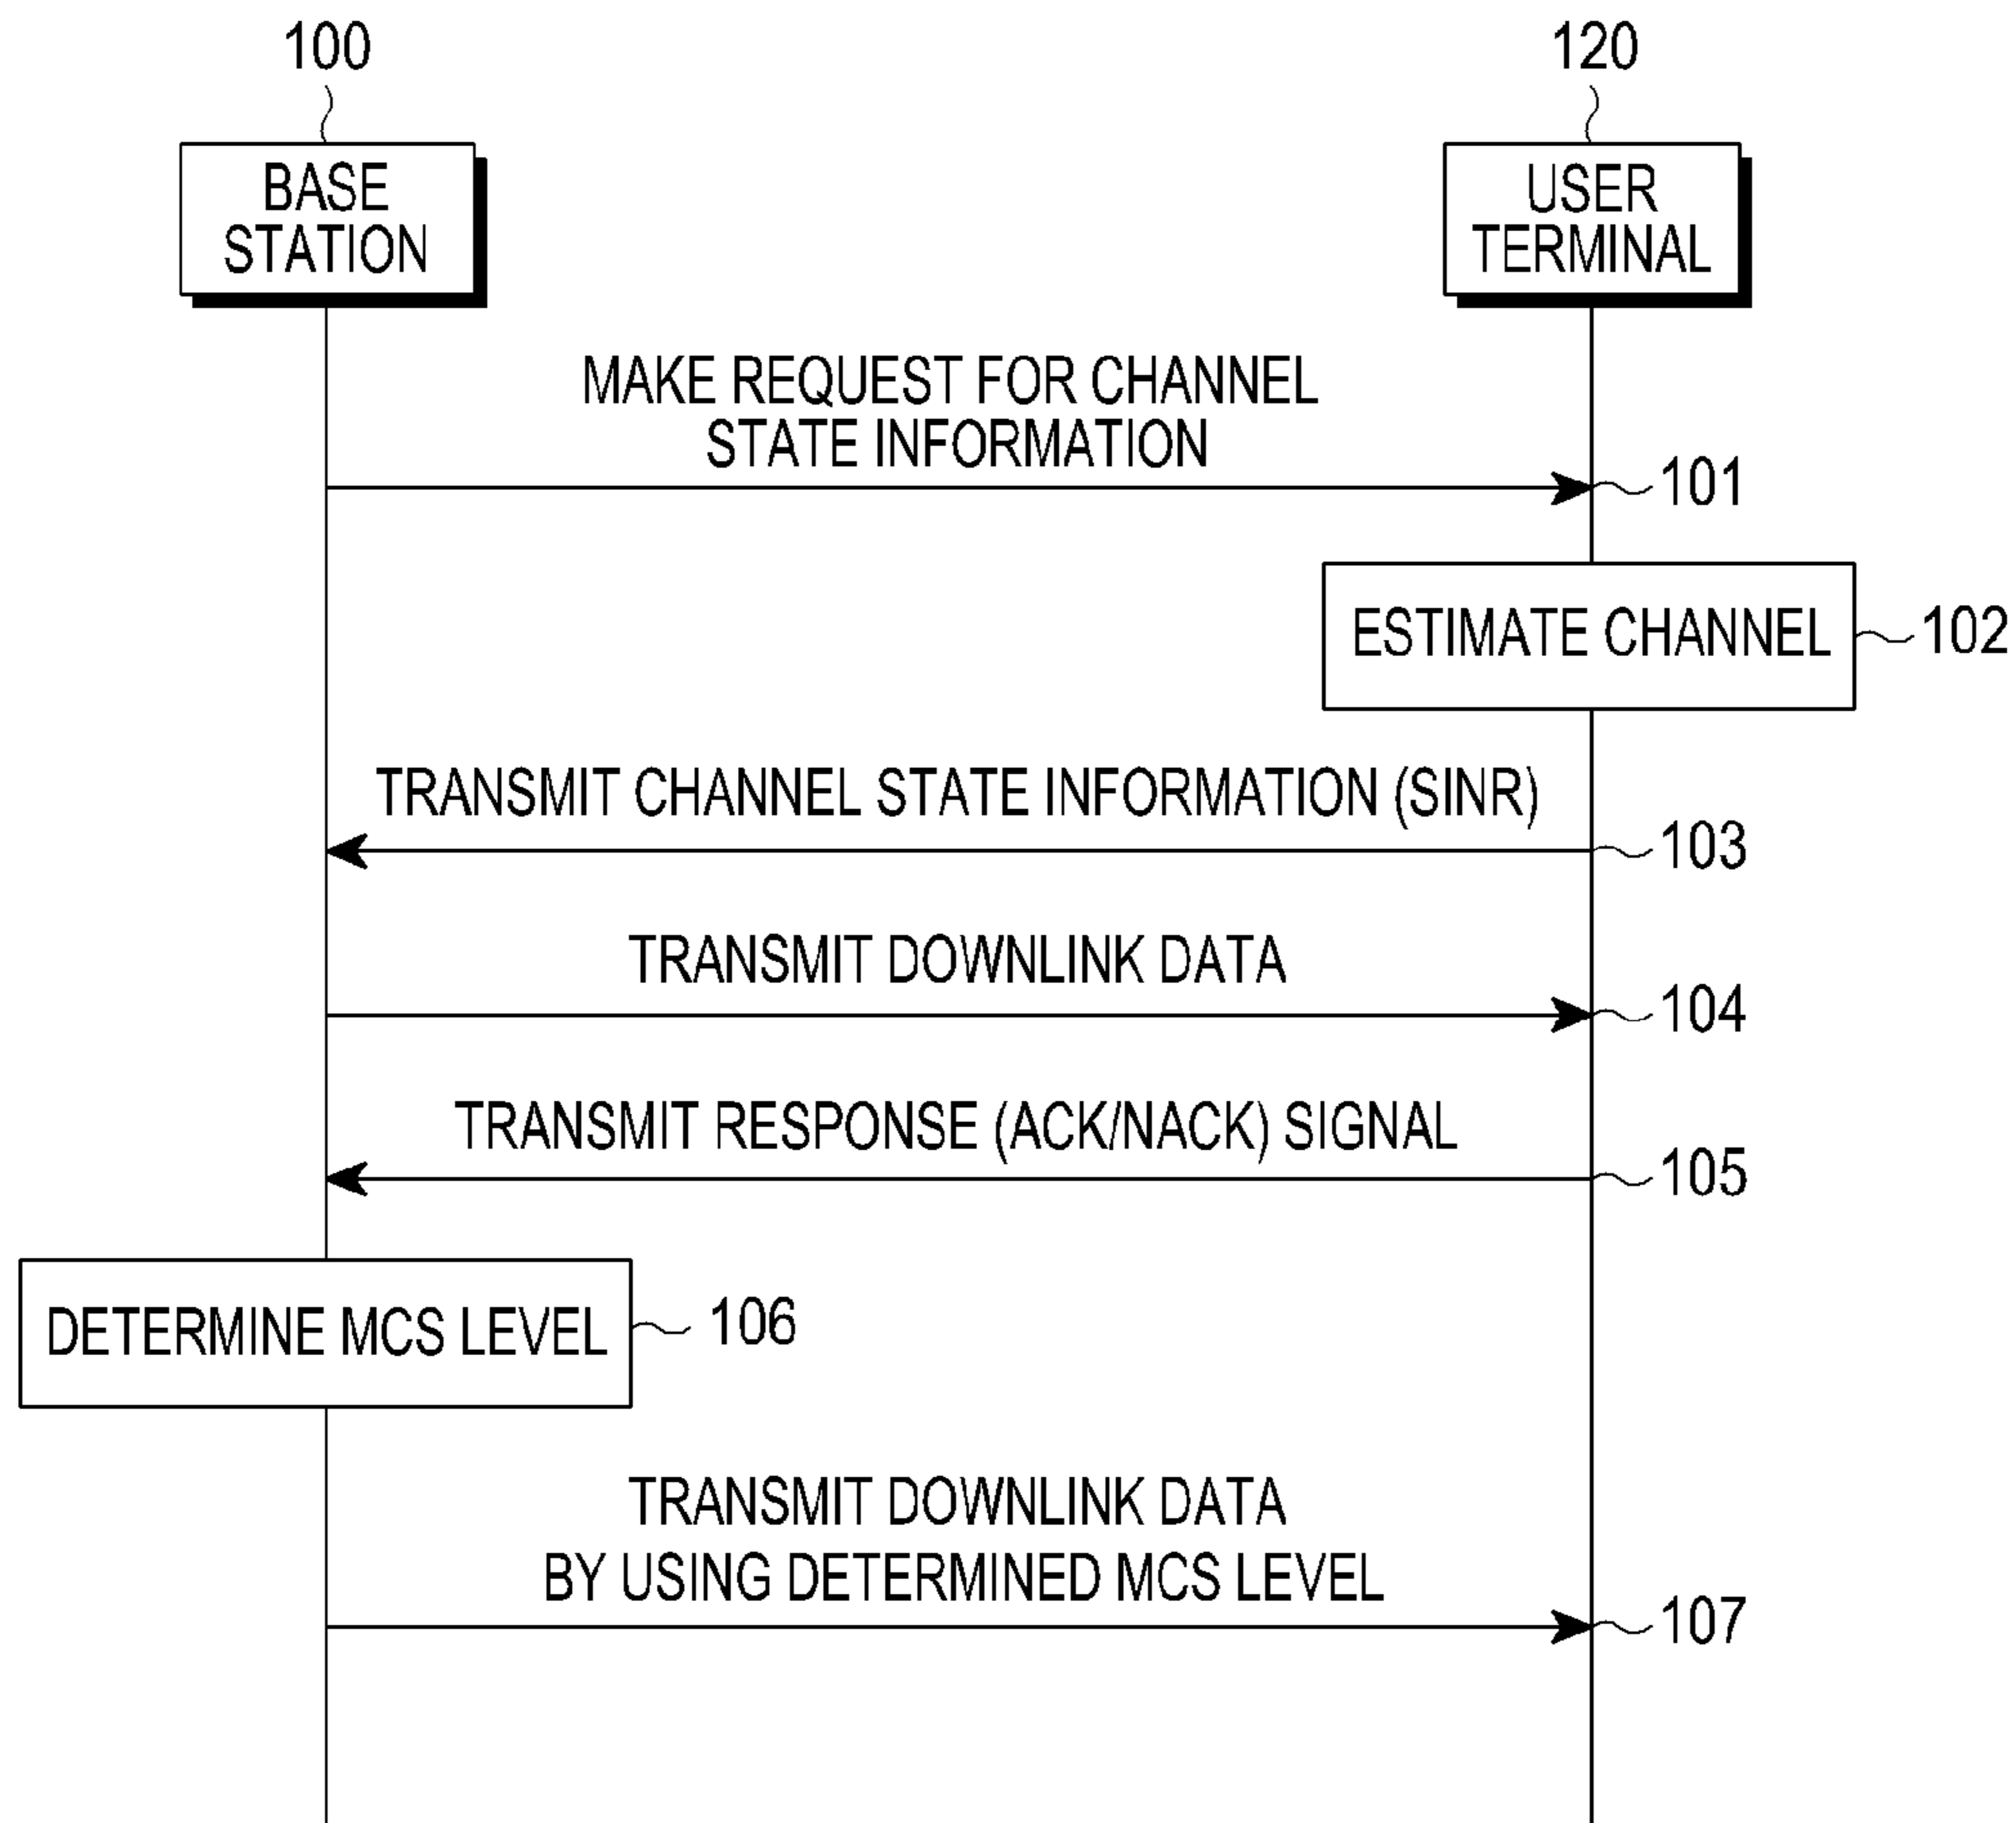 100
120
BASE
STATION
USER
TERMINAL
MAKE REQUEST FOR CHANNEL
STATE INFORMATION
101
ESTIMATE CHANNEL
102
TRANSMIT CHANNEL STATE INFORMATION (SINR)
103
TRANSMIT DOWNLINK DATA
104
TRANSMIT RESPONSE (ACK/NACK) SIGNAL
105
DETERMINE MCS LEVEL
106
TRANSMIT DOWNLINK DATA
BY USING DETERMINED MCS LEVEL
107